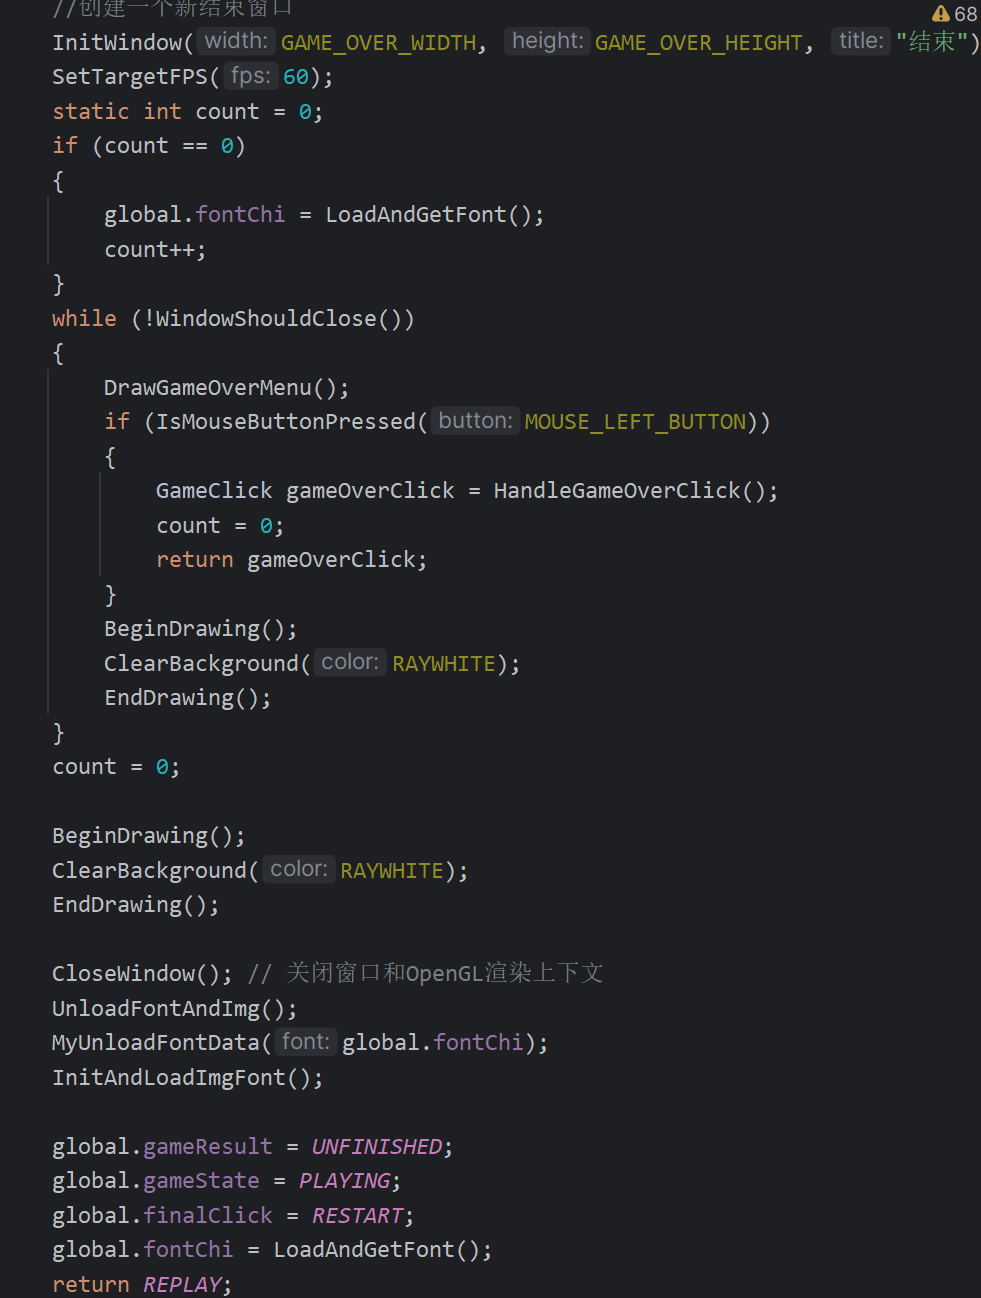 //创建一个新结束窗口
68
InitWindow( width: GAME_OVER_WIDTH, height: GAME_OVER_HEIGHT, title: "结束")
SetTargetFPS( fps: 60);
static int count = 0;
if (count == 0)
{
global.fontChi = LoadAndGetFont();
count++;
}
while (!WindowShouldClose())
{
DrawGameOverMenu();
if (IsMouseButtonPressed( button: MOUSE_LEFT_BUTTON))
{
GameClick gameOverClick = HandleGameOverClick();
count = 0;
return gameOverClick;
}
BeginDrawing();
ClearBackground( color: RAYWHITE);
EndDrawing();
}
count = 0;
BeginDrawing();
ClearBackground( color: RAYWHITE);
EndDrawing();
CloseWindow(); // 关闭窗口和OpenGL渲染上下文
UnloadFontAndImg();
MyUnloadFontData( font: global.fontChi);
InitAndLoadImgFont();
global.gameResult = UNFINISHED;
global.gameState = PLAYING;
global.finalClick = RESTART;
global.fontChi = LoadAndGetFont();
return REPLAY;